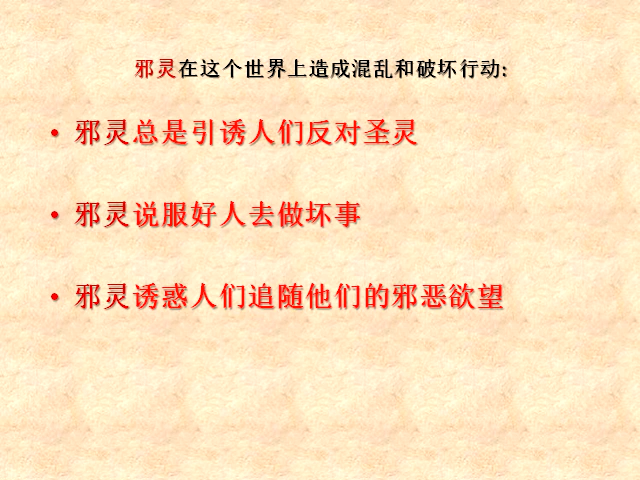 邪灵在这个世界上造成混乱和破坏行动:
• 邪灵总是引诱人们反对圣灵
• 邪灵说服好人去做坏事
• 邪灵诱惑人们追随他们的邪恶欲望